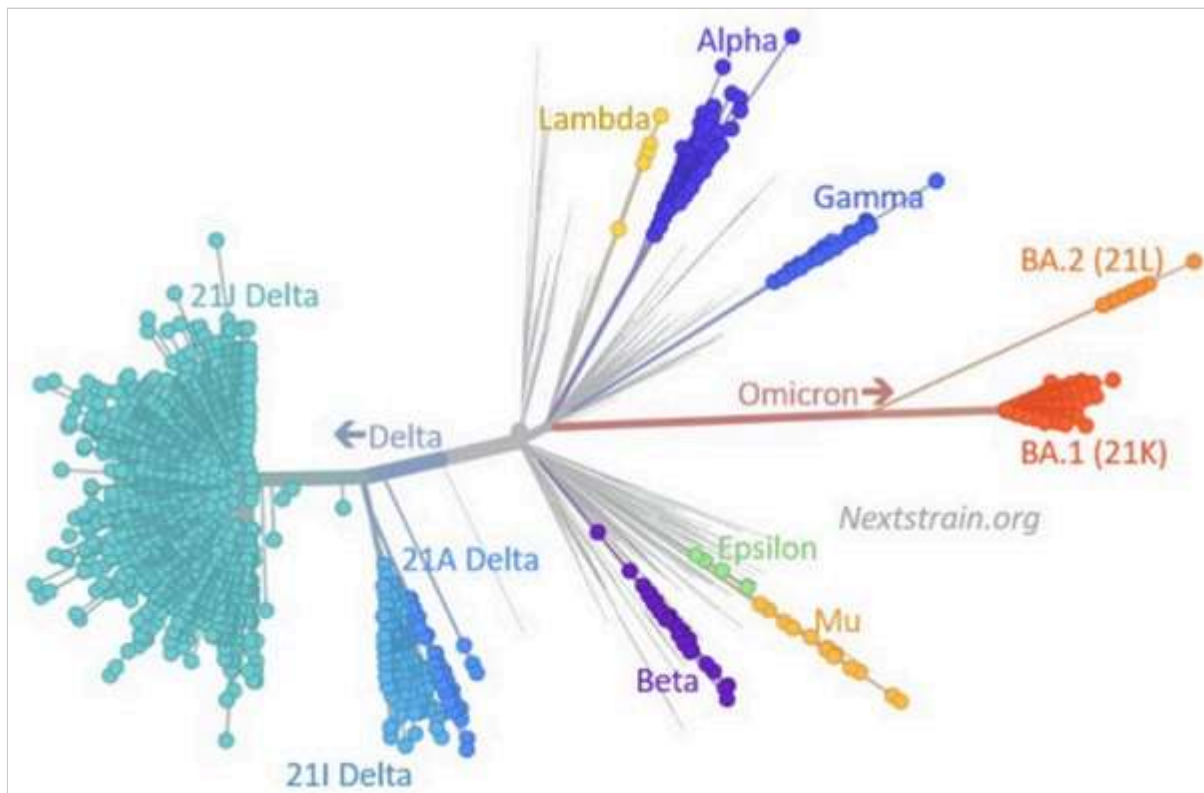 Alpha
Lambda
Gamma
BA.2 (21L)
21J Delta
Omicron→
←Delta
BA.1 (21K)
Nextstrain.org
Epsilon
21A Delta
Mu
Beta
21I Delta